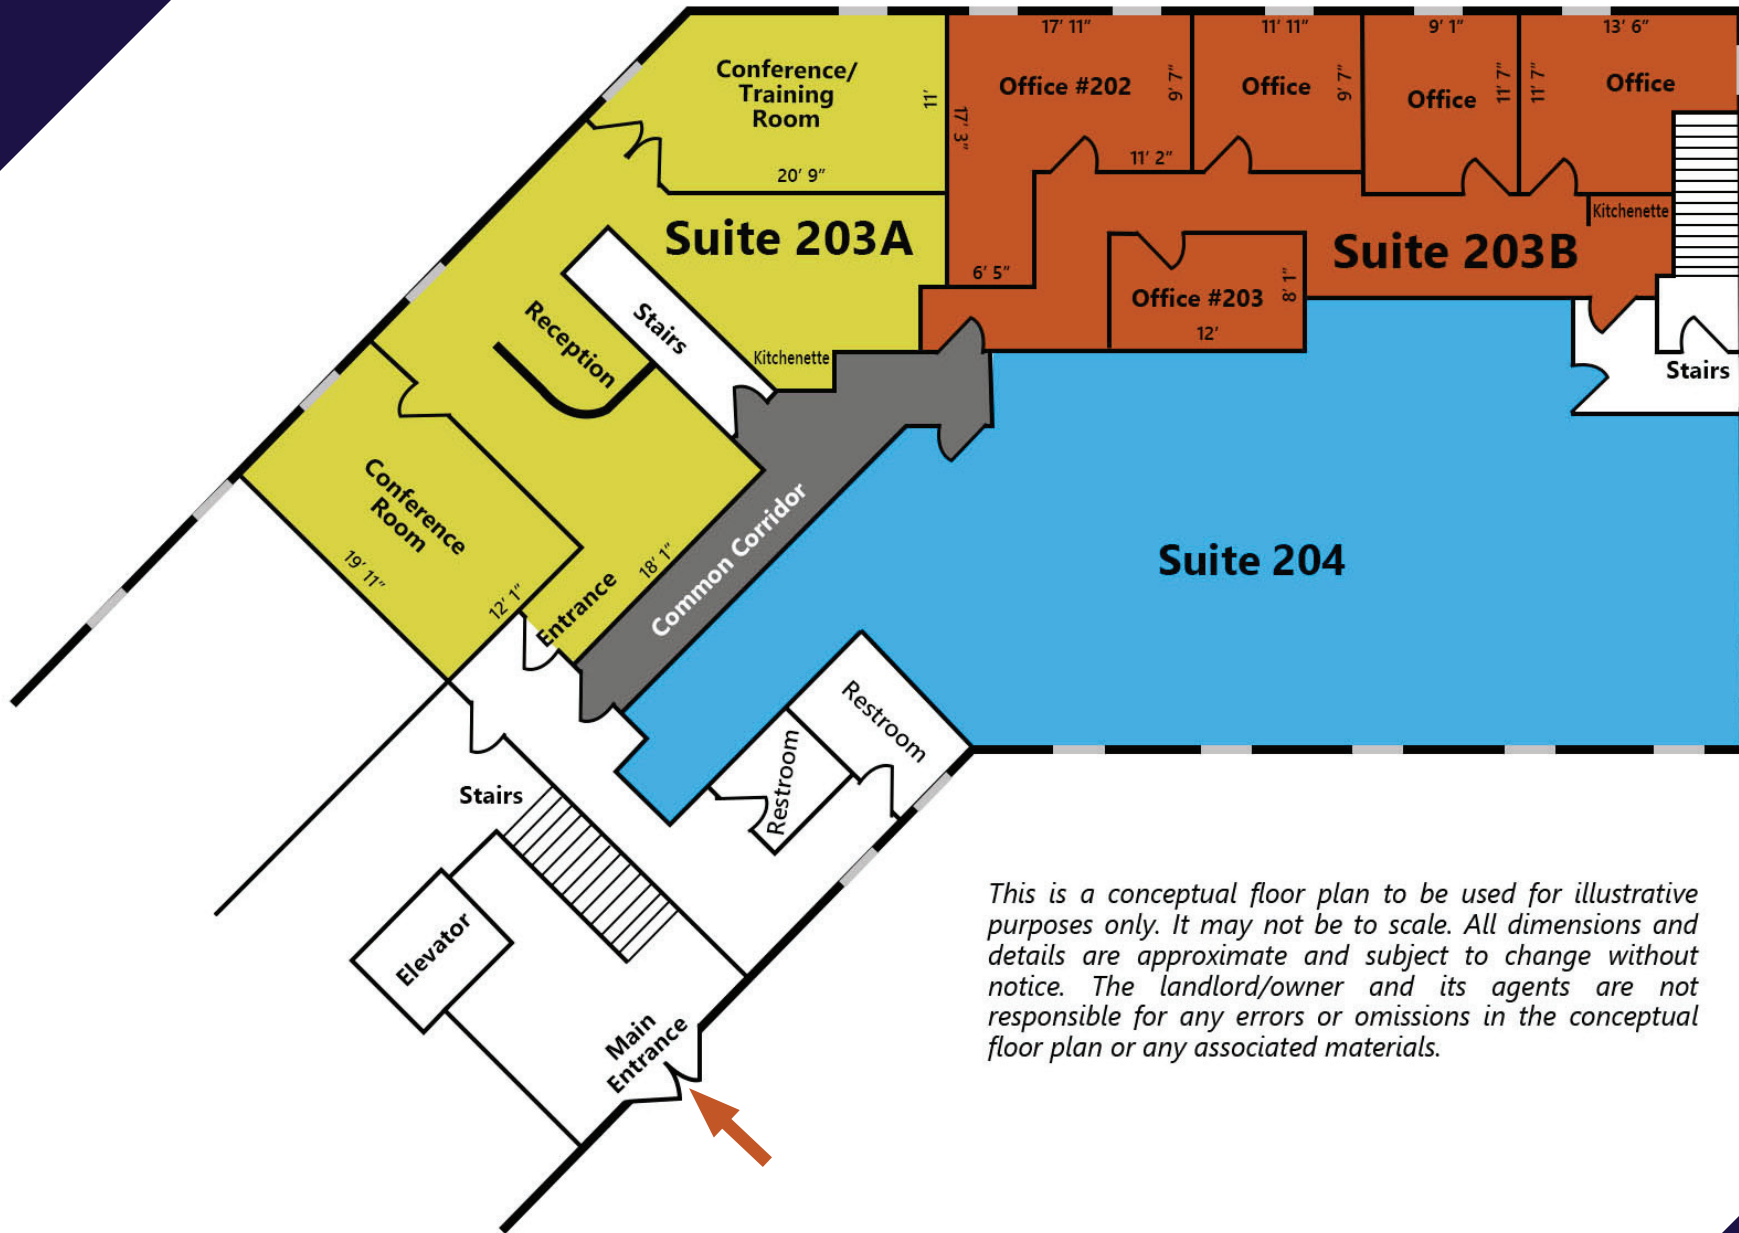 17' 11"
11' 11"
9' 1"
13' 6"
Conference/
Training
Room
11'
17' 3"
Office #202
9' 7"
Office
9' 7"
Office
11' 7"
11' 7"
Office
20' 9"
11' 2"
Kitchenette
Suite 203A
Suite 203B
6' 5"
Office #203
8' 1"
12'
Stairs
Reception
Kitchenette
Stairs
Conference
Room
19' 11"
12' 1"
Entrance
18' 1"
Common Corridor
Suite 204
Restroom
Restroom
Stairs
Elevator
Main
Entrance
This is a conceptual floor plan to be used for illustrative
purposes only. It may not be to scale. All dimensions and
details are approximate and subject to change without
notice. The landlord/owner and its agents are not
responsible for any errors or omissions in the conceptual
floor plan or any associated materials.